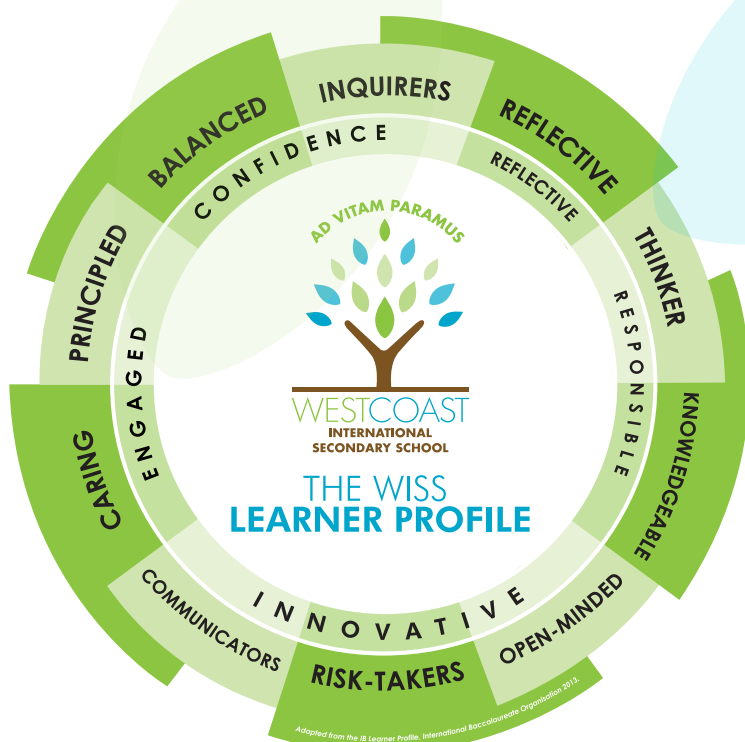 INQUIRERS
REFLECTIVE
THINKER
KNOWLEDGEABLE
OPEN-MINDED
RISK-TAKERS
COMMUNICATORS
CARING
PRINCIPLED
BALANCED
CONFIDENCE
REFLECTIVE
RESPONSIBLE
INNOVATIVE
ENGAGED
AD VITAM PARAMUS
WESTCOAST
INTERNATIONAL
SECONDARY SCHOOL
THE WISS
LEARNER PROFILE
Adapted from the IB Learner Profile. International Baccalaureate Organisation 2013.